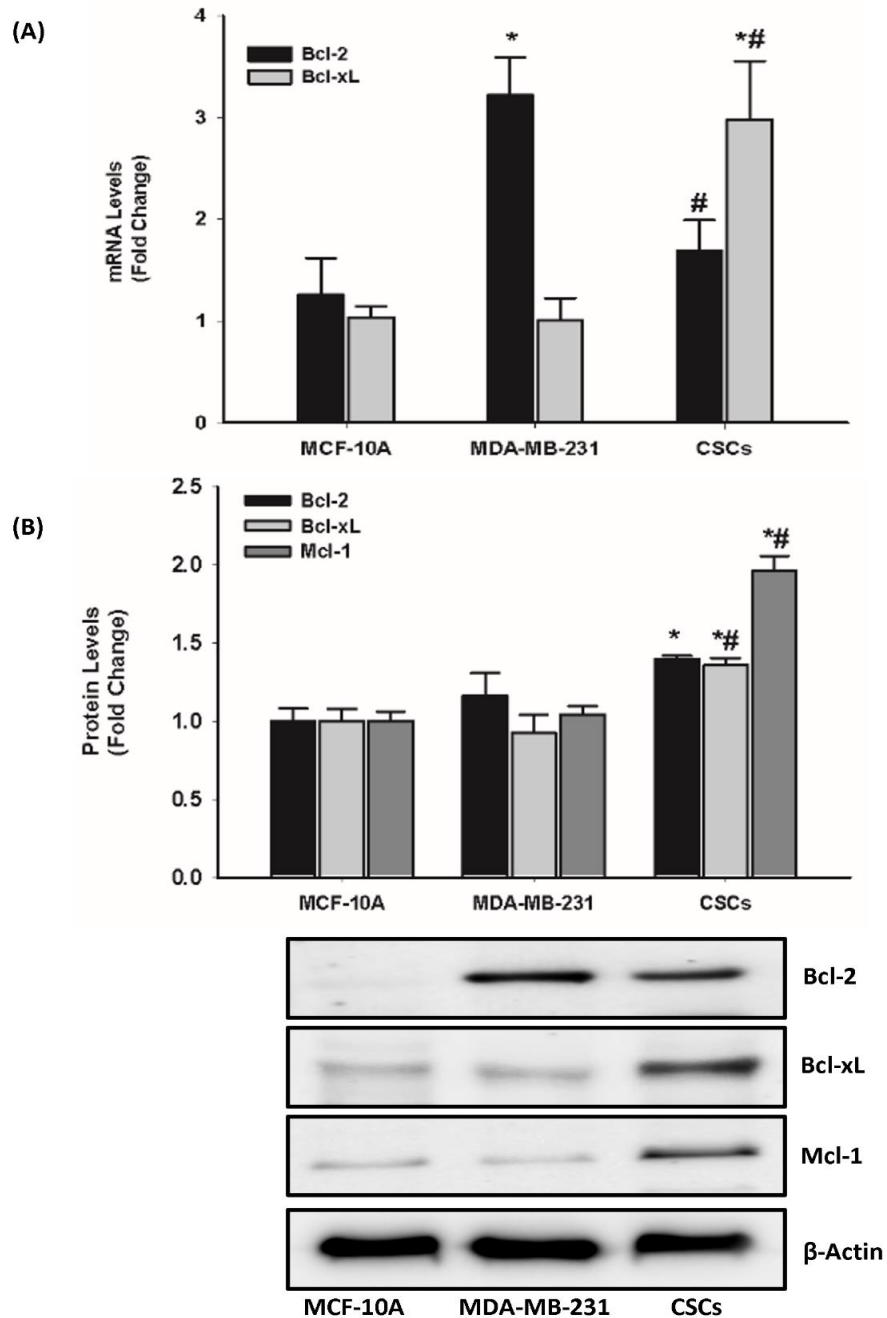 (A)
Bcl-2
Bcl-xL
* *#
#
mRNA Levels
(Fold Change)
4
3
2
1
0
MCF-10A MDA-MB-231 CSCs
(B)
Bcl-2
Bcl-xL
Mcl-1
*#
* *#
Protein Levels
(Fold Change)
2.5
2.0
1.5
1.0
0.5
0.0
MCF-10A MDA-MB-231 CSCs
Bcl-2
Bcl-xL
Mcl-1
β-Actin
MCF-10A MDA-MB-231 CSCs